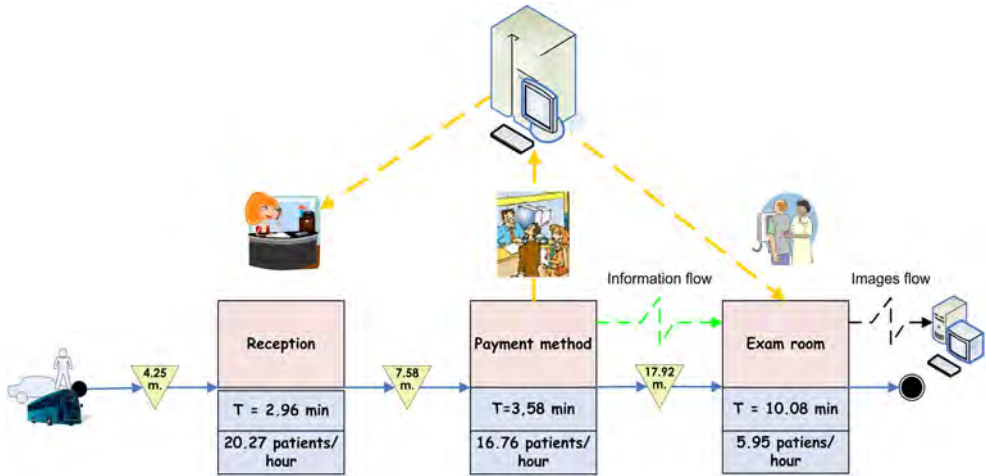 Information flow
Images flow
Reception
Payment method
Exam room
4.25
m.
7.58
m.
17.92
m.
T = 2.96 min
T=3,58 min
T = 10.08 min
20.27 patients/
hour
16.76 patients/
hour
5.95 patiens/
hour